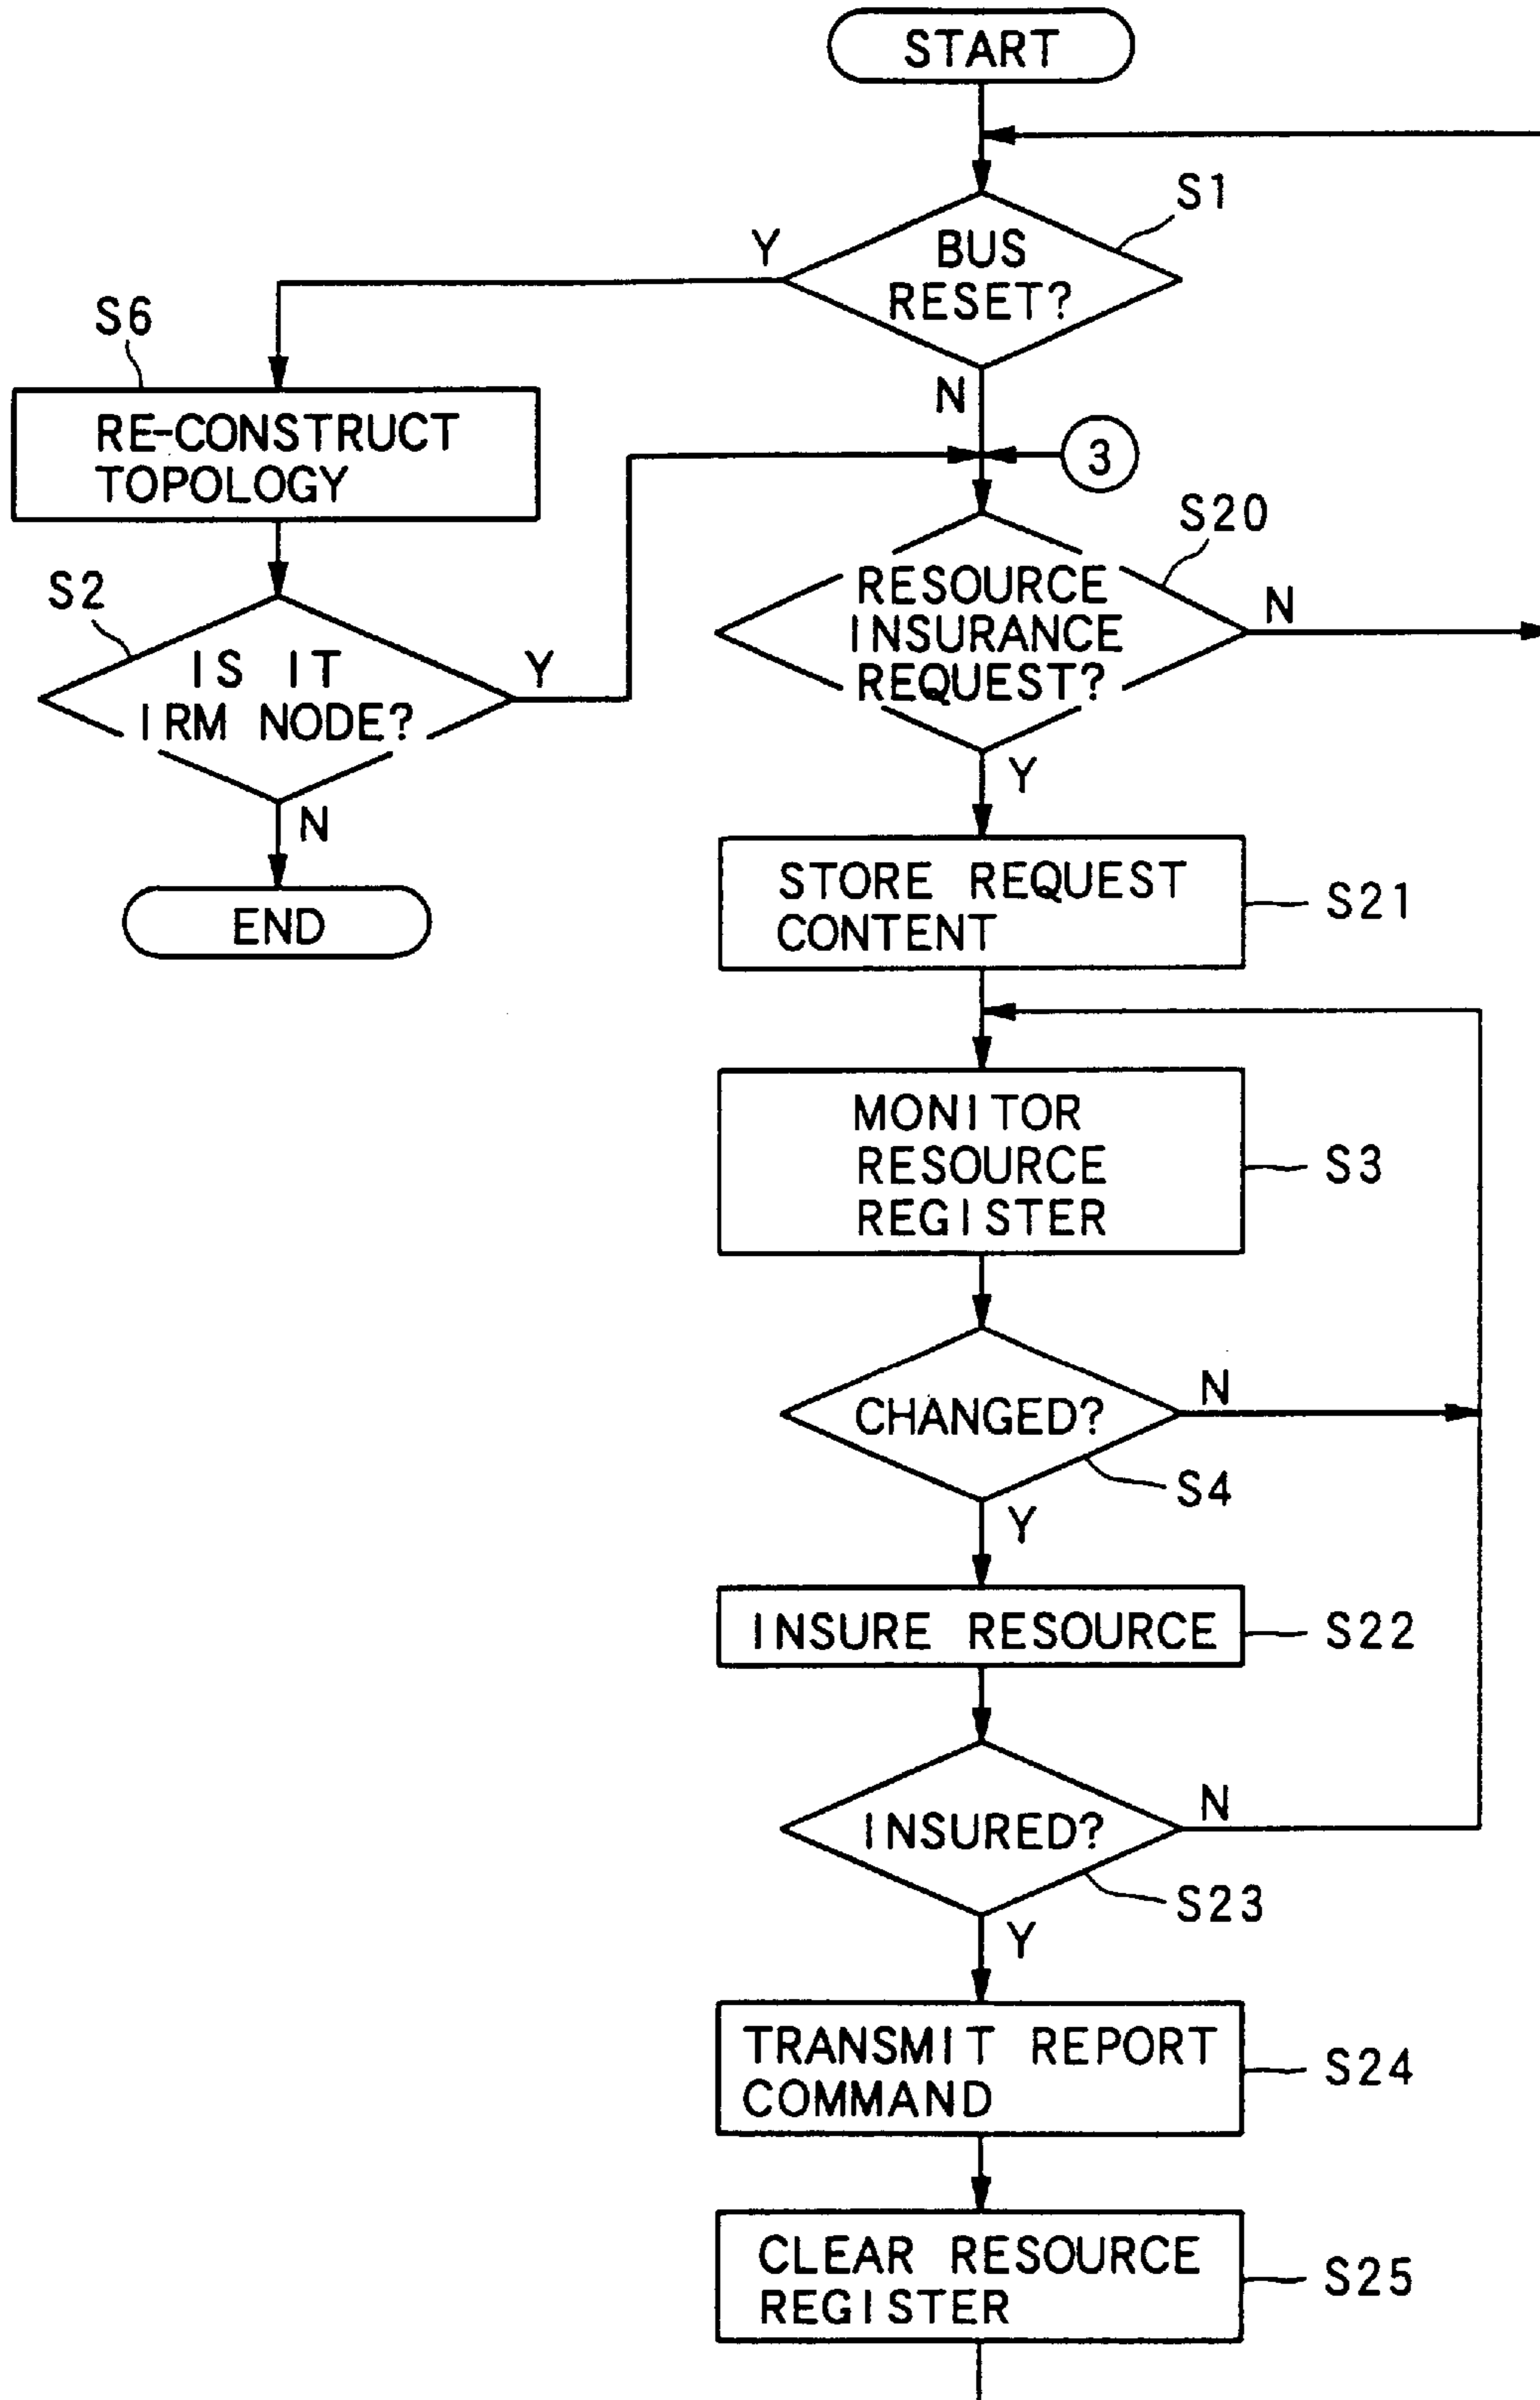 START
S1
BUS
RESET?
Y
N
S6
RE-CONSTRUCT
TOPOLOGY
3
S2
IS IT
IRM NODE?
Y
N
END
S20
RESOURCE
INSURANCE
REQUEST?
N
Y
STORE REQUEST
CONTENT
S21
MONITOR
RESOURCE
REGISTER
S3
CHANGED?
N
S4
Y
INSURE RESOURCE
S22
INSURED?
N
S23
Y
TRANSMIT REPORT
COMMAND
S24
CLEAR RESOURCE
REGISTER
S25